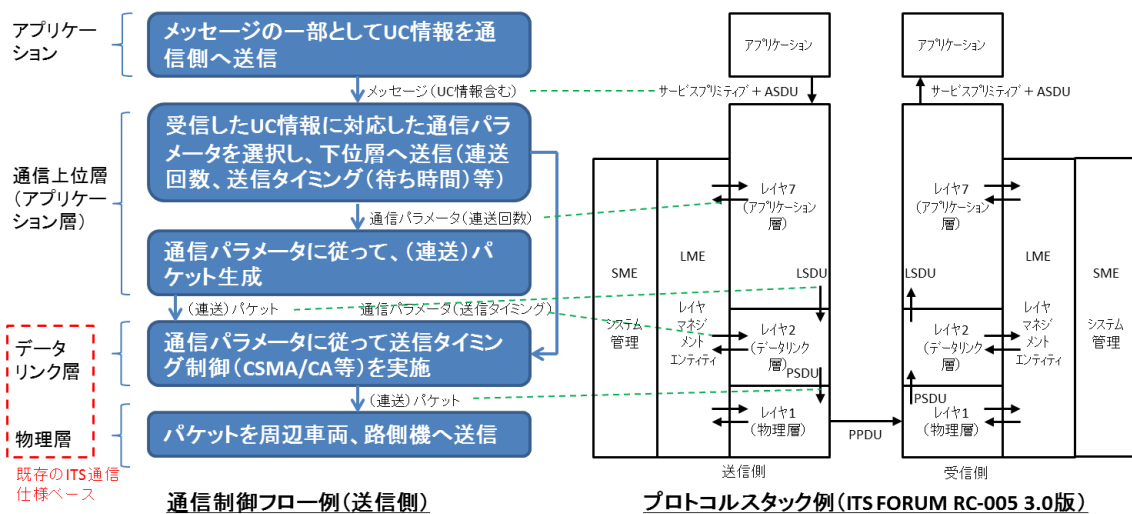 アプリケー
ション
メッセージの一部としてUC情報を通
信側へ送信
メッセージ(UC情報含む)
通信上位層
(アプリケー
ション層)
受信したUC情報に対応した通信パラ
メータを選択し、下位層へ送信(連送
回数、送信タイミング(待ち時間)等)
通信パラメータ(連送回数)
通信パラメータに従って、(連送)パ
ケット生成
(連送)パケット
通信パラメータ(送信タイミング)
データ
リンク層
通信パラメータに従って送信タイミン
グ制御(CSMA/CA等)を実施
(連送)パケット
物理層
パケットを周辺車両、路側機へ送信
既存のITS通信
仕様ベース
通信制御フロー例(送信側)
アプリケーション
サービスプリミティブ + ASDU
SME
システム
管理
LME
レイヤ
マネジ
メント
エンティティ
レイヤ7
(アプリケーション
層)
LSDU
レイヤ2
(データリンク
層)
PSDU
レイヤ1
(物理層)
送信側
PPDU
アプリケーション
サービスプリミティブ + ASDU
レイヤ7
(アプリケーション
層)
LSDU
レイヤ2
(データリンク
層)
PSDU
レイヤ1
(物理層)
受信側
LME
レイヤ
マネジ
メント
エンティティ
SME
システム
管理
プロトコルスタック例(ITS FORUM RC-005 3.0版)